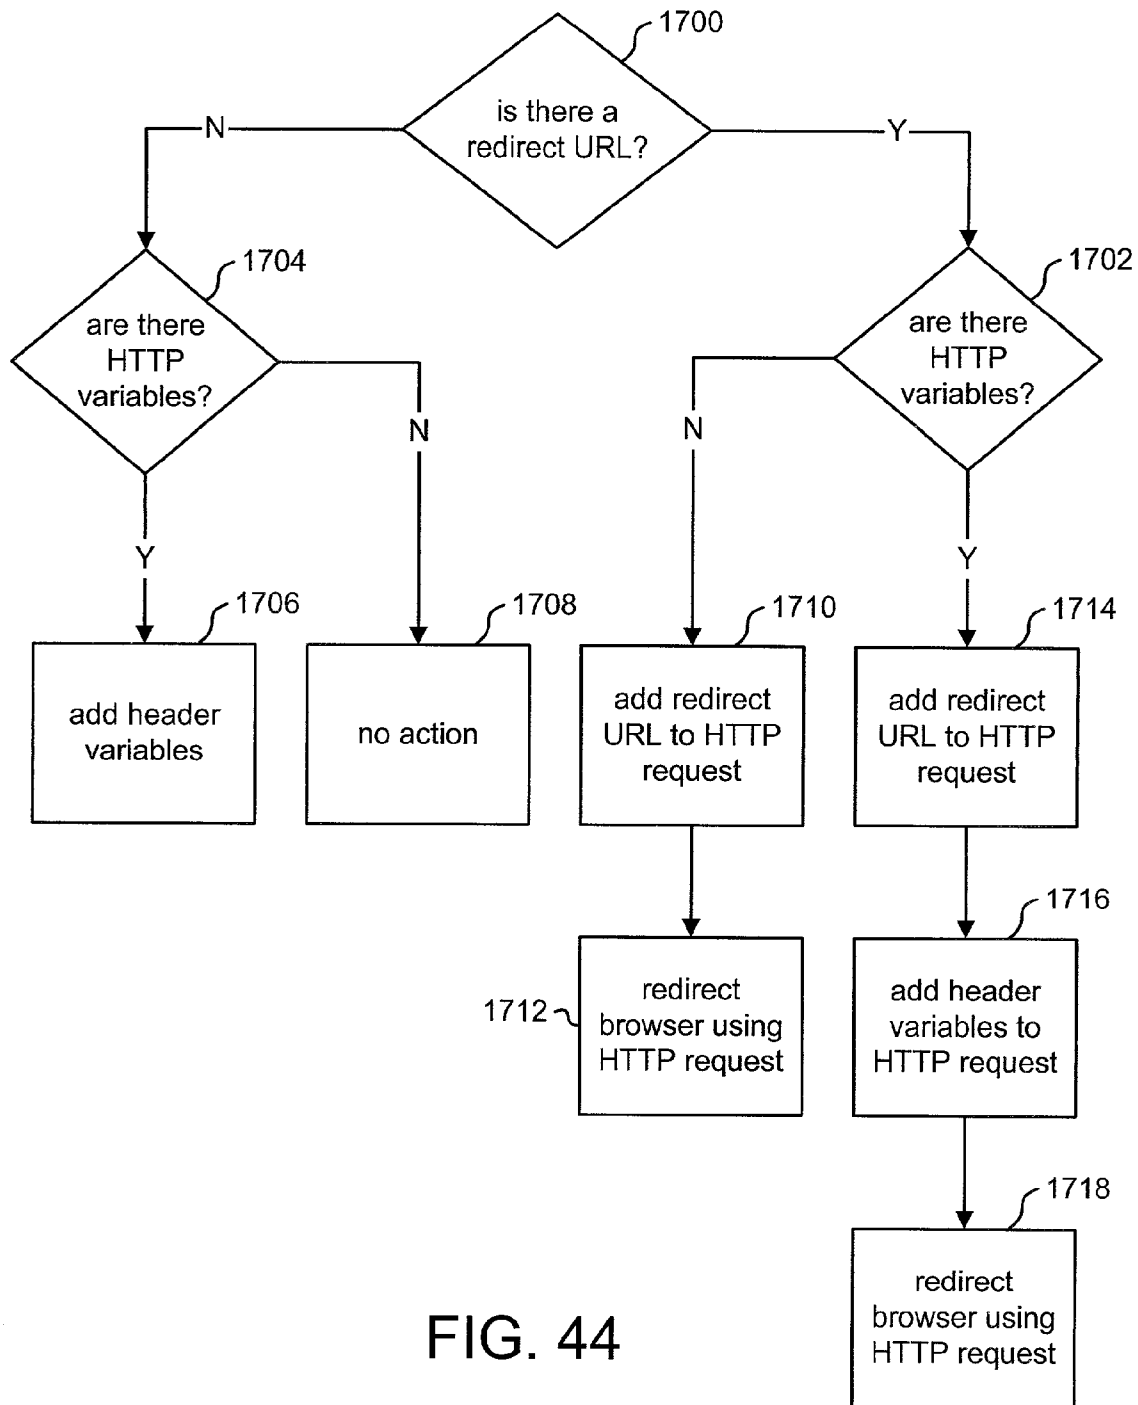 1700
is there a
redirect URL?
N
Y
1704
1702
are there
HTTP
variables?
are there
HTTP
variables?
N
N
Y
Y
1706
1708
1710
1714
add header
variables
no action
add redirect
URL to HTTP
request
add redirect
URL to HTTP
request
1716
1712
redirect
browser using
HTTP request
add header
variables to
HTTP request
1718
redirect
browser using
HTTP request
FIG. 44